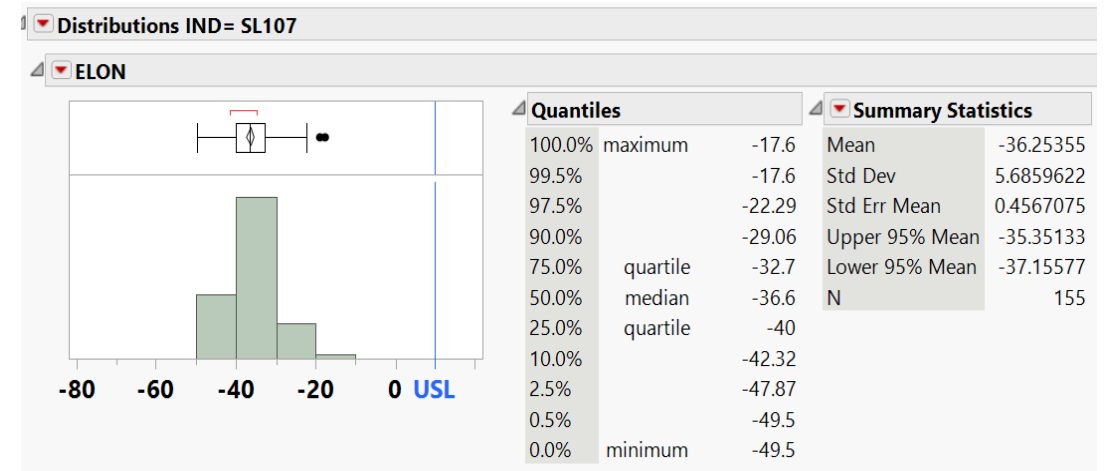 Distributions IND= SL107
ELON
-80 -60 -40 -20 0 USL
Quantiles
100.0% maximum -17.6
99.5% -17.6
97.5% -22.29
90.0% -29.06
75.0% quartile -32.7
50.0% median -36.6
25.0% quartile -40
10.0% -42.32
2.5% -47.87
0.5% -49.5
0.0% minimum -49.5
Summary Statistics
Mean -36.25355
Std Dev 5.6859622
Std Err Mean 0.4567075
Upper 95% Mean -35.35133
Lower 95% Mean -37.15577
N 155